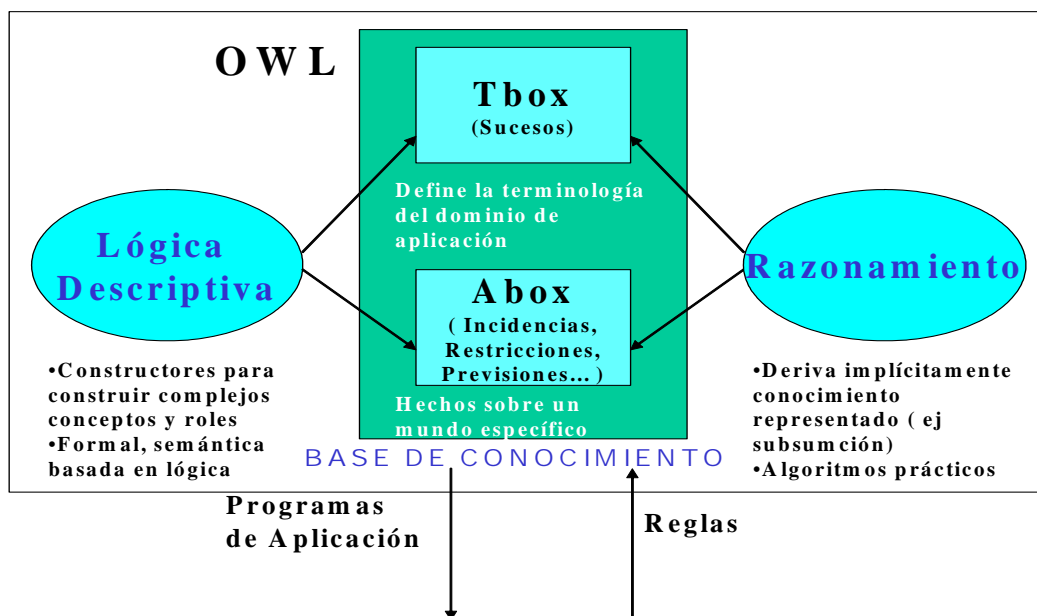 OWL
Tbox
(Sucesos)
Define la terminología
del dominio de
aplicación
Lógica
Descriptiva
Razonamiento
Abox
( Incidencias,
Restricciones,
Previsiones... )
Hechos sobre un
mundo específico
•Constructores para
construir complejos
conceptos y roles
•Formal, semántica
basada en lógica
•Deriva implícitamente
conocimiento
representado ( ej
subsumción)
•Algoritmos prácticos
BASE DE CONOCIMIENTO
Programas
de Aplicación
Reglas